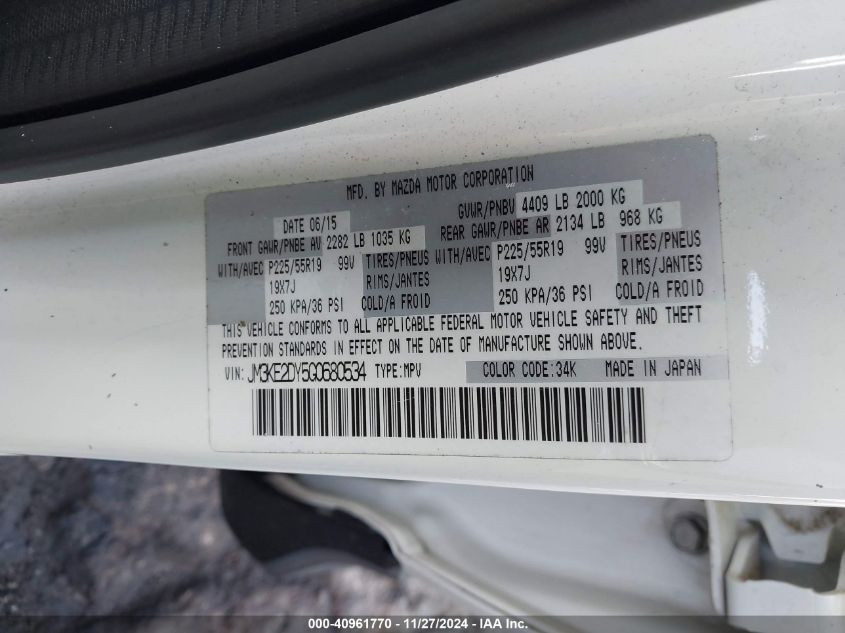 MFD. BY MAZDA MOTOR CORPORATION
DATE 06/15 GVWR/PNBV 4409 LB 2000 KG
FRONT GAWR/PNBE AV 2282 LB 1035 KG REAR GAWR/PNBE AR 2134 LB 968 KG
WITH/AVEC P225/55R19 99V TIRES/PNEUS WITH/AVEC P225/55R19 99V TIRES/PNEUS
19X7J RIMS/JANTES 19X7J RIMS/JANTES
250 KPA/36 PSI COLD/A FROID 250 KPA/36 PSI COLD/A FROID
THIS VEHICLE CONFORMS TO ALL APPLICABLE FEDERAL MOTOR VEHICLE SAFETY AND THEFT
PREVENTION STANDARDS IN EFFECT ON THE DATE OF MANUFACTURE SHOWN ABOVE.
VIN: JM3KE2DY5G0680534 TYPE:MPV COLOR CODE:34K MADE IN JAPAN
000-40961770 - 11/27/2024 - IAA Inc.